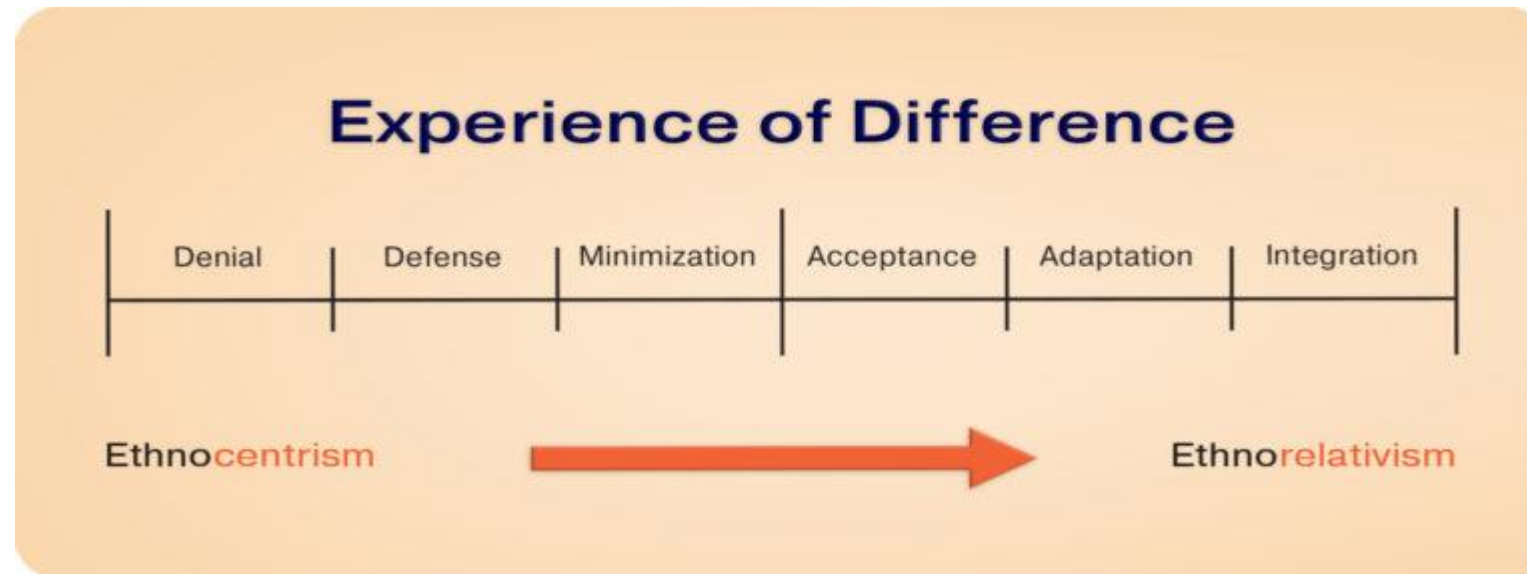 Experience of Difference
Denial Defense Minimization Acceptance Adaptation Integration
Ethnocentrism Ethnorelativism